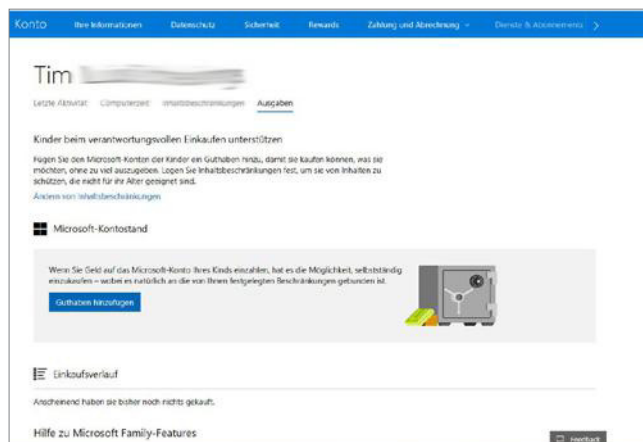 Konto Ihre Informationen Datenschutz Sicherheit Rewards Zahlung und Abrechnung Dienste & Abonnements
Tim
Letzte Aktivität Computerzeit Inhaltsbeschränkungen Ausgaben
Kinder beim verantwortungsvollen Einkaufen unterstützen
Fügen Sie den Microsoft-Konten der Kinder ein Guthaben hinzu, damit sie kaufen können, was sie
möchten, ohne zu viel auszugeben. Legen Sie Inhaltsbeschränkungen fest, um sie von Inhalten zu
schützen, die nicht für ihr Alter geeignet sind.
Ändern von Inhaltsbeschränkungen
Microsoft-Kontostand
Wenn Sie Geld auf das Microsoft-Konto Ihres Kinds einzahlen, hat es die Möglichkeit, selbstständig
einzukaufen – wobei es natürlich an die von Ihnen festgelegten Beschränkungen gebunden ist.
Guthaben hinzufügen
Einkaufsverlauf
Anscheinend haben sie bisher noch nichts gekauft.
Hilfe zu Microsoft Family-Features
Feedback